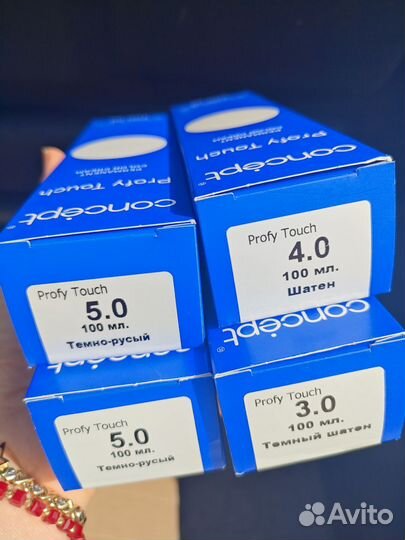 Profy Touch
concept
®
Profy Touch
concept
®
Profy Touch
5.0
100 мл.
Темно-русый
Profy Touch
4.0
100 мл.
Шатен
concept
®
Profy Touch
5.0
100 мл.
Темно-русый
Profy Touch
3.0
100 мл.
Темный шатен
Avito